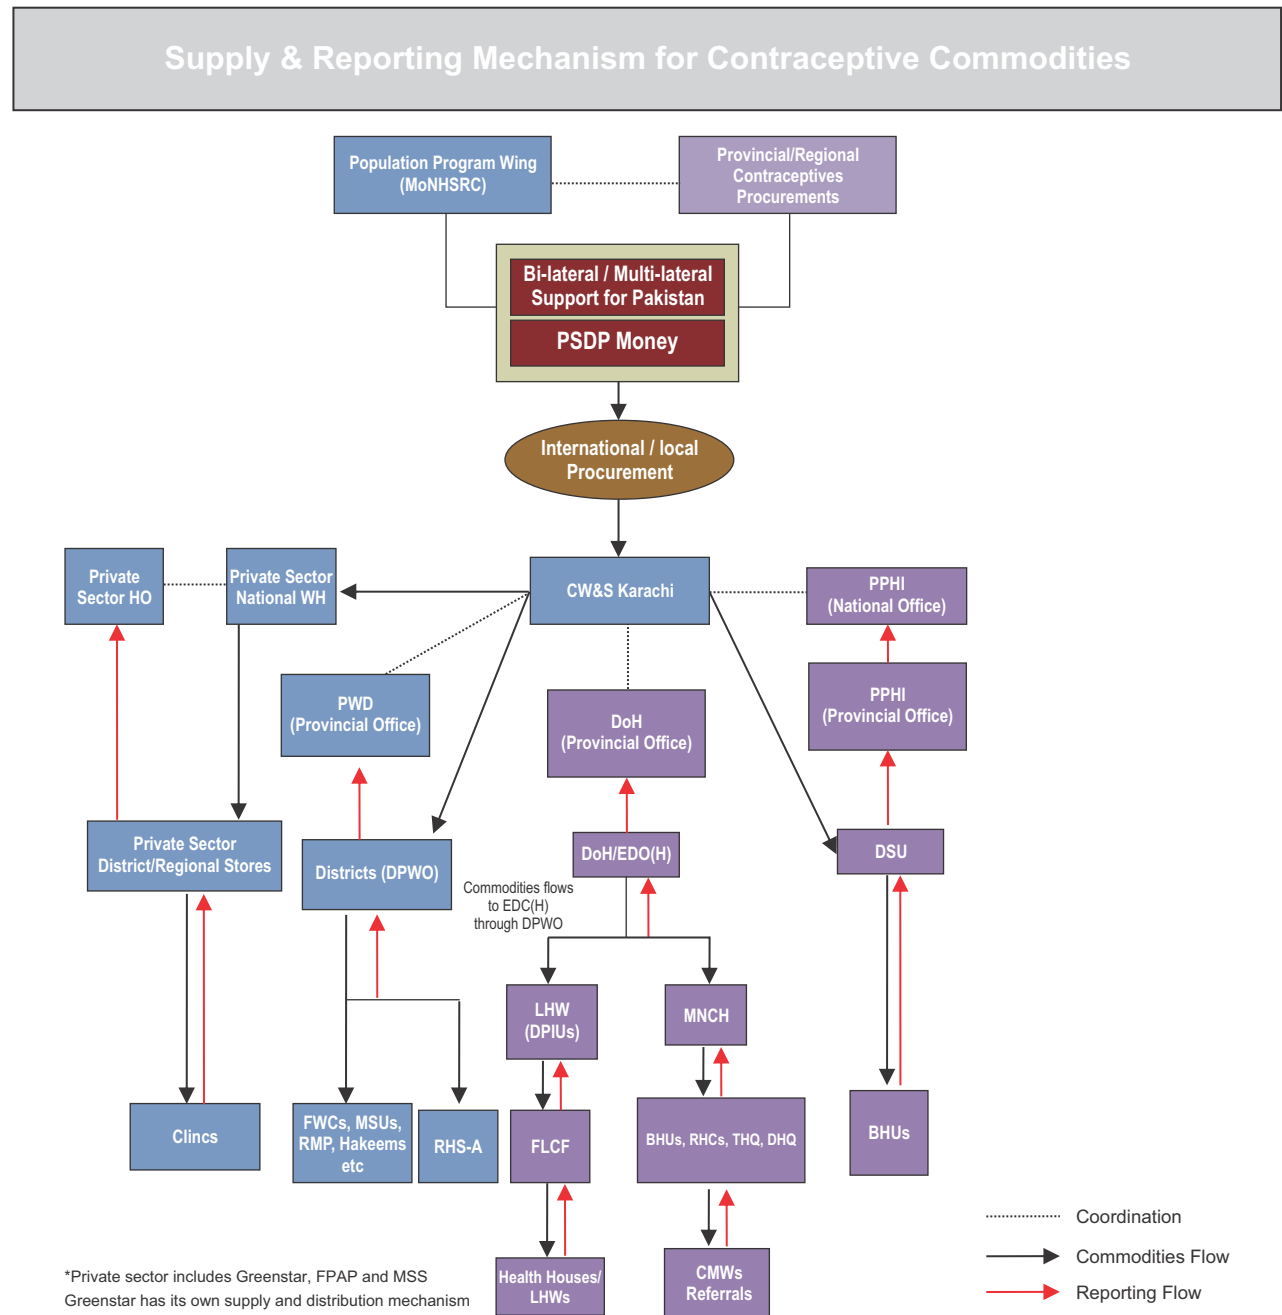 Supply & Reporting Mechanism for Contraceptive Commodities
Population Program Wing
(MoNHSRC)
Provincial/Regional
Contraceptives
Procurements
Bi-lateral / Multi-lateral
Support for Pakistan
PSDP Money
International / local
Procurement
Private
Sector HO
Private Sector
National WH
CW&S Karachi
PPHI
(National Office)
PWD
(Provincial Office)
DoH
(Provincial Office)
PPHI
(Provincial Office)
Private Sector
District/Regional Stores
Districts (DPWO)
DoH/EDO(H)
DSU
Commodities flows
to EDC(H)
through DPWO
LHW
(DPIUs)
MNCH
Clincs
FWCs, MSUs,
RMP, Hakeems
etc
RHS-A
FLCF
BHUs, RHCs, THQ, DHQ
BHUs
Health Houses/
LHWs
CMWs
Referrals
Coordination
Commodities Flow
Reporting Flow
*Private sector includes Greenstar, FPAP and MSS
Greenstar has its own supply and distribution mechanism